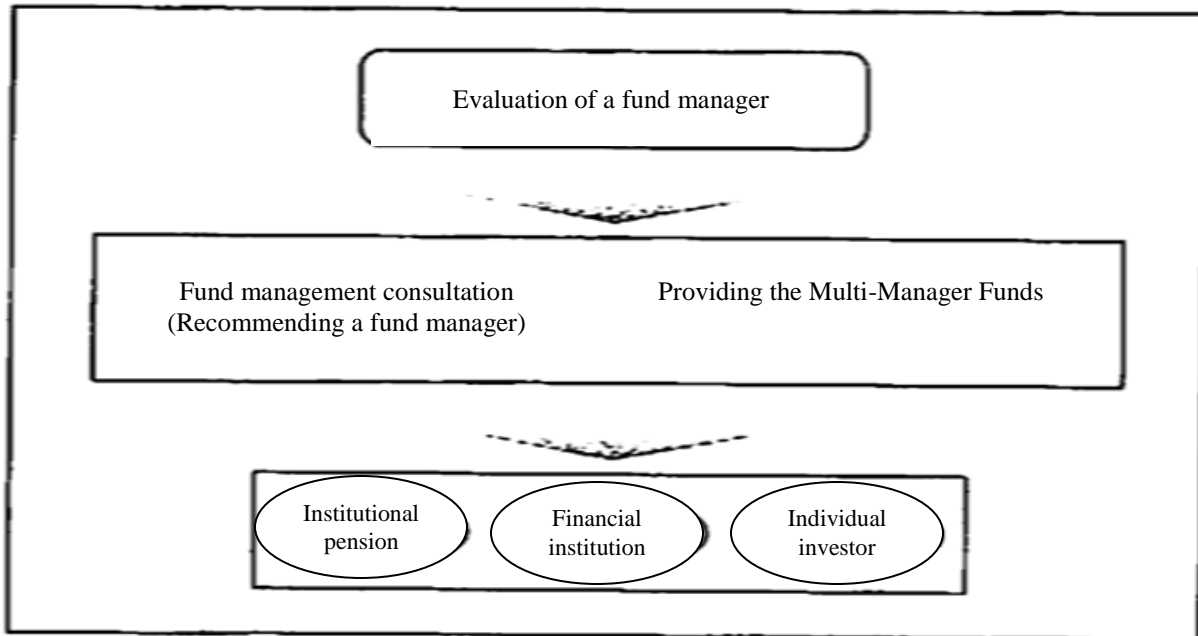 Evaluation of a fund manager
Fund management consultation
(Recommending a fund manager)
Providing the Multi-Manager Funds
Institutional
pension
Financial
institution
Individual
investor